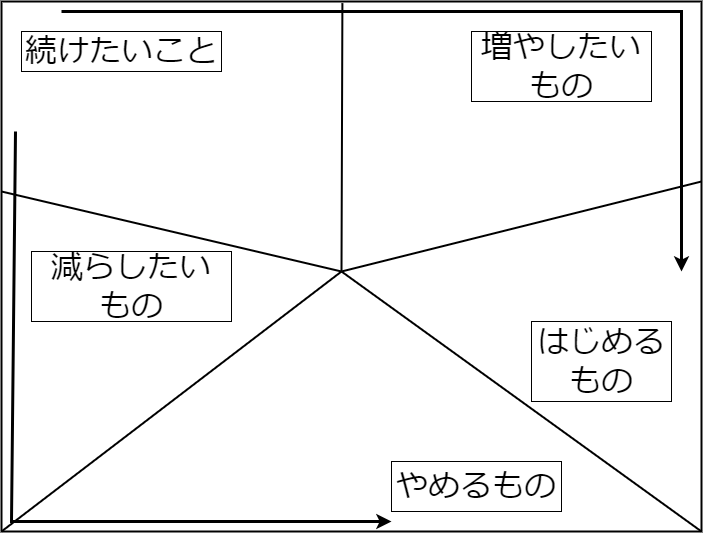 続けたいこと
増やしたい
もの
減らしたい
もの
はじめる
もの
やめるもの